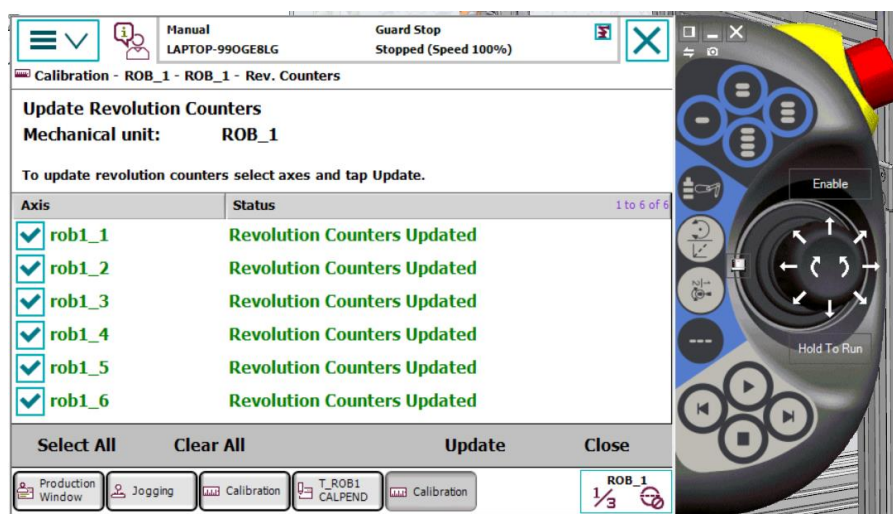 Manual
LAPTOP-99OGE8LG
Guard Stop
Stopped (Speed 100%)
Calibration - ROB_1 - ROB_1 - Rev. Counters
Update Revolution Counters
Mechanical unit: ROB_1
To update revolution counters select axes and tap Update.
Axis Status 1 to 6 of 6
rob1_1 Revolution Counters Updated
rob1_2 Revolution Counters Updated
rob1_3 Revolution Counters Updated
rob1_4 Revolution Counters Updated
rob1_5 Revolution Counters Updated
rob1_6 Revolution Counters Updated
Select All Clear All Update Close
Production
Window
Jogging
Calibration
T_ROB1
CALPEND
Calibration
ROB_1
1/3
Enable
Hold To Run